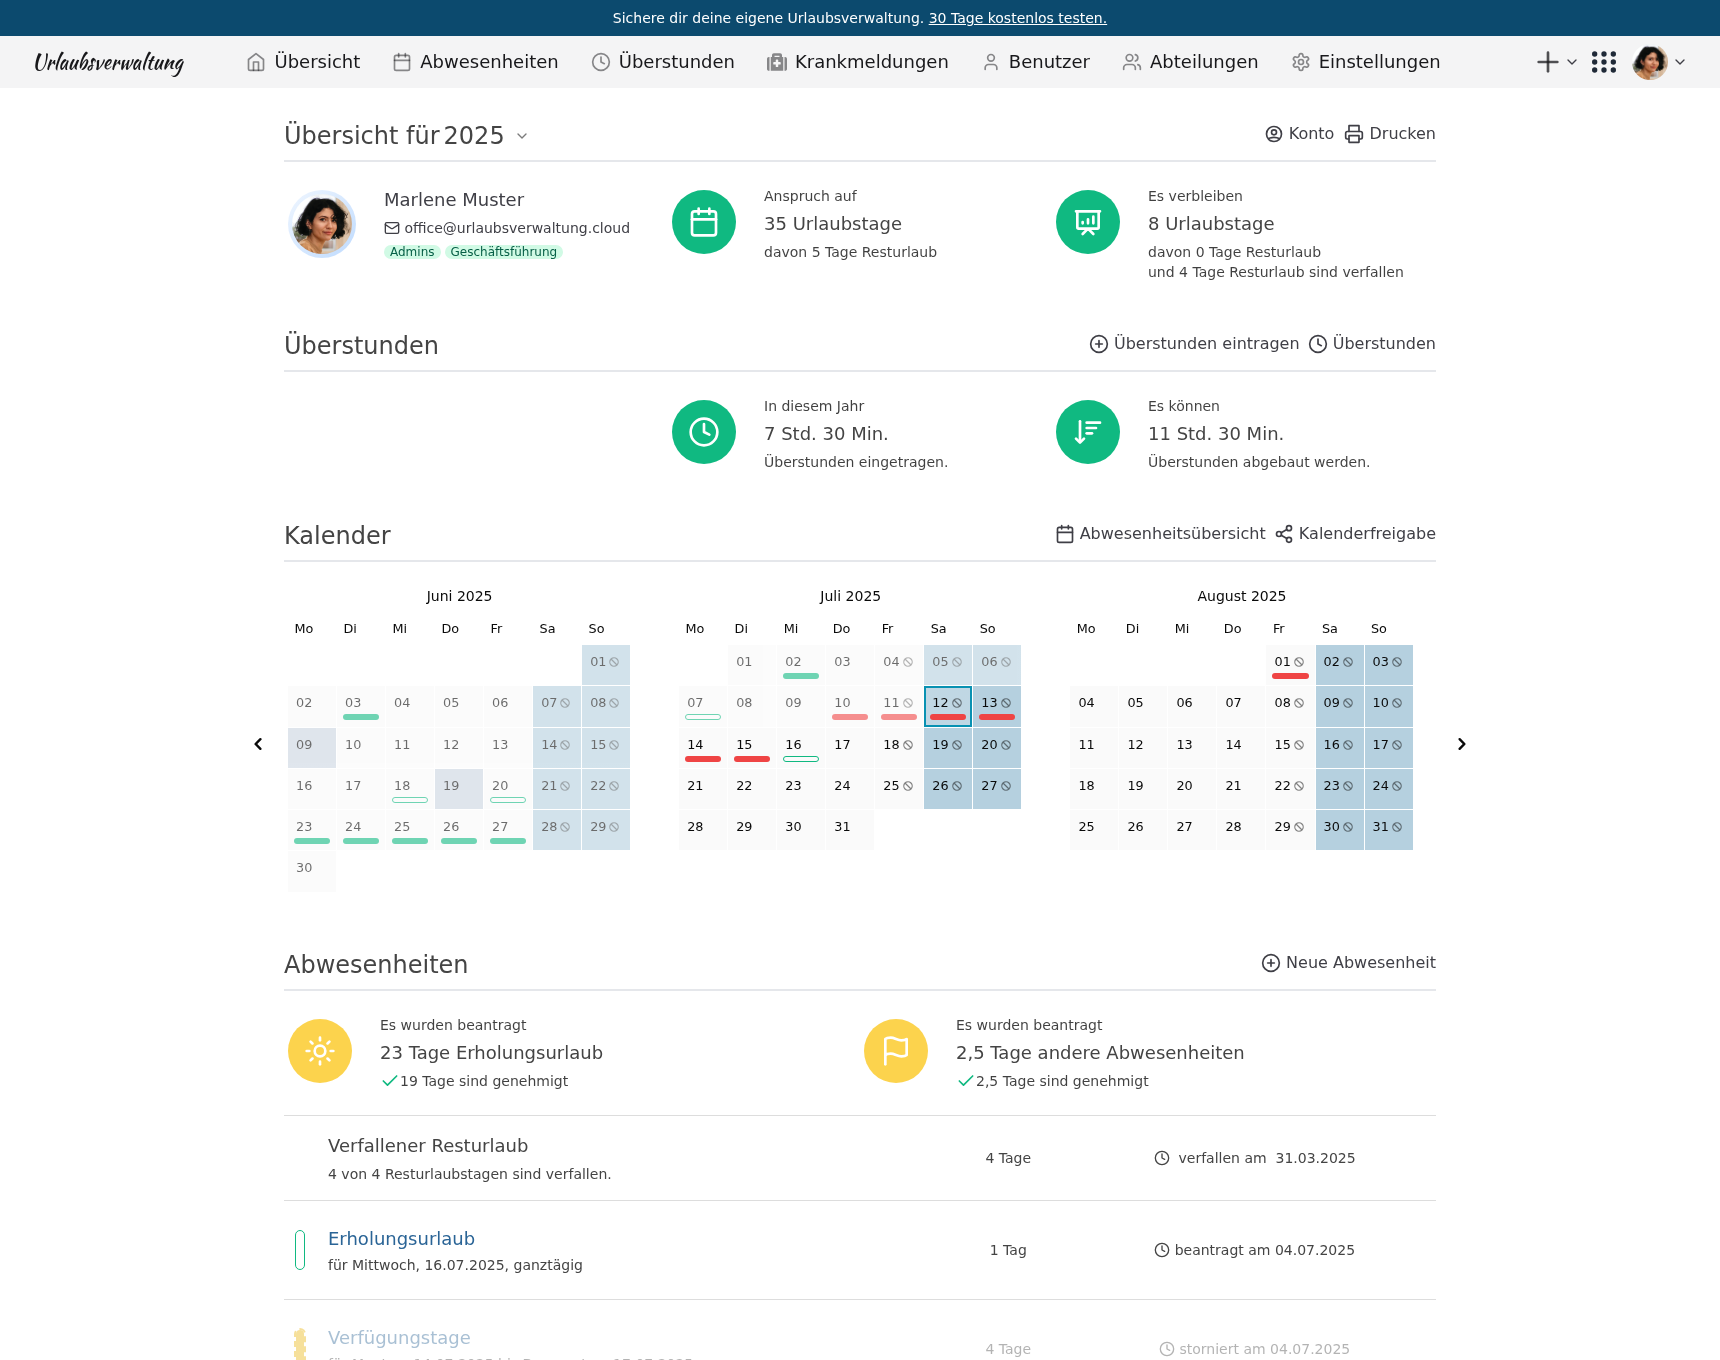 Sichere dir deine eigene Urlaubsverwaltung. 30 Tage kostenlos testen.
Urlaubsverwaltung Übersicht Abwesenheiten Überstunden Krankmeldungen Benutzer Abteilungen Einstellungen
Übersicht für 2025 Konto Drucken
Marlene Muster
office@urlaubsverwaltung.cloud
Admins Geschäftsführung
Anspruch auf
35 Urlaubstage
davon 5 Tage Resturlaub
Es verbleiben
8 Urlaubstage
davon 0 Tage Resturlaub
und 4 Tage Resturlaub sind verfallen
Überstunden Überstunden eintragen Überstunden
In diesem Jahr
7 Std. 30 Min.
Überstunden eingetragen.
Es können
11 Std. 30 Min.
Überstunden abgebaut werden.
Kalender Abwesenheitsübersicht Kalenderfreigabe
Juni 2025
Mo Di Mi Do Fr Sa So
01
02 03 04 05 06 07 08
09 10 11 12 13 14 15
16 17 18 19 20 21 22
23 24 25 26 27 28 29
30
Juli 2025
Mo Di Mi Do Fr Sa So
01 02 03 04 05 06
07 08 09 10 11 12 13
14 15 16 17 18 19 20
21 22 23 24 25 26 27
28 29 30 31
August 2025
Mo Di Mi Do Fr Sa So
01 02 03
04 05 06 07 08 09 10
11 12 13 14 15 16 17
18 19 20 21 22 23 24
25 26 27 28 29 30 31
Abwesenheiten Neue Abwesenheit
Es wurden beantragt
23 Tage Erholungsurlaub
19 Tage sind genehmigt
Es wurden beantragt
2,5 Tage andere Abwesenheiten
2,5 Tage sind genehmigt
Verfallener Resturlaub
4 von 4 Resturlaubstagen sind verfallen.
4 Tage
verfallen am 31.03.2025
Erholungsurlaub
für Mittwoch, 16.07.2025, ganztägig
1 Tag
beantragt am 04.07.2025
Verfügungstage
4 Tage
storniert am 04.07.2025